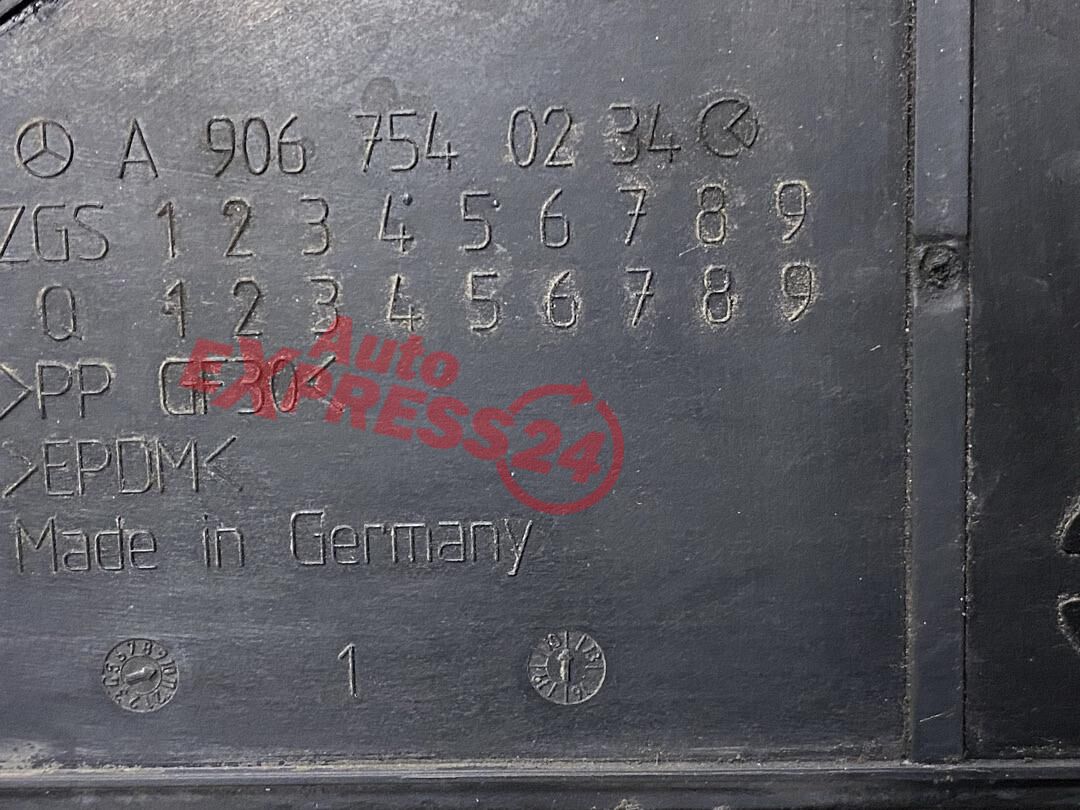 A 906 754 02 34
ZGS 1 2 3 4 5 6 7 8 9
Q 1 2 3 4 5 6 7 8 9
>PP GF30<
>EPDM<
Made in Germany
1
Auto
EXPRESS24